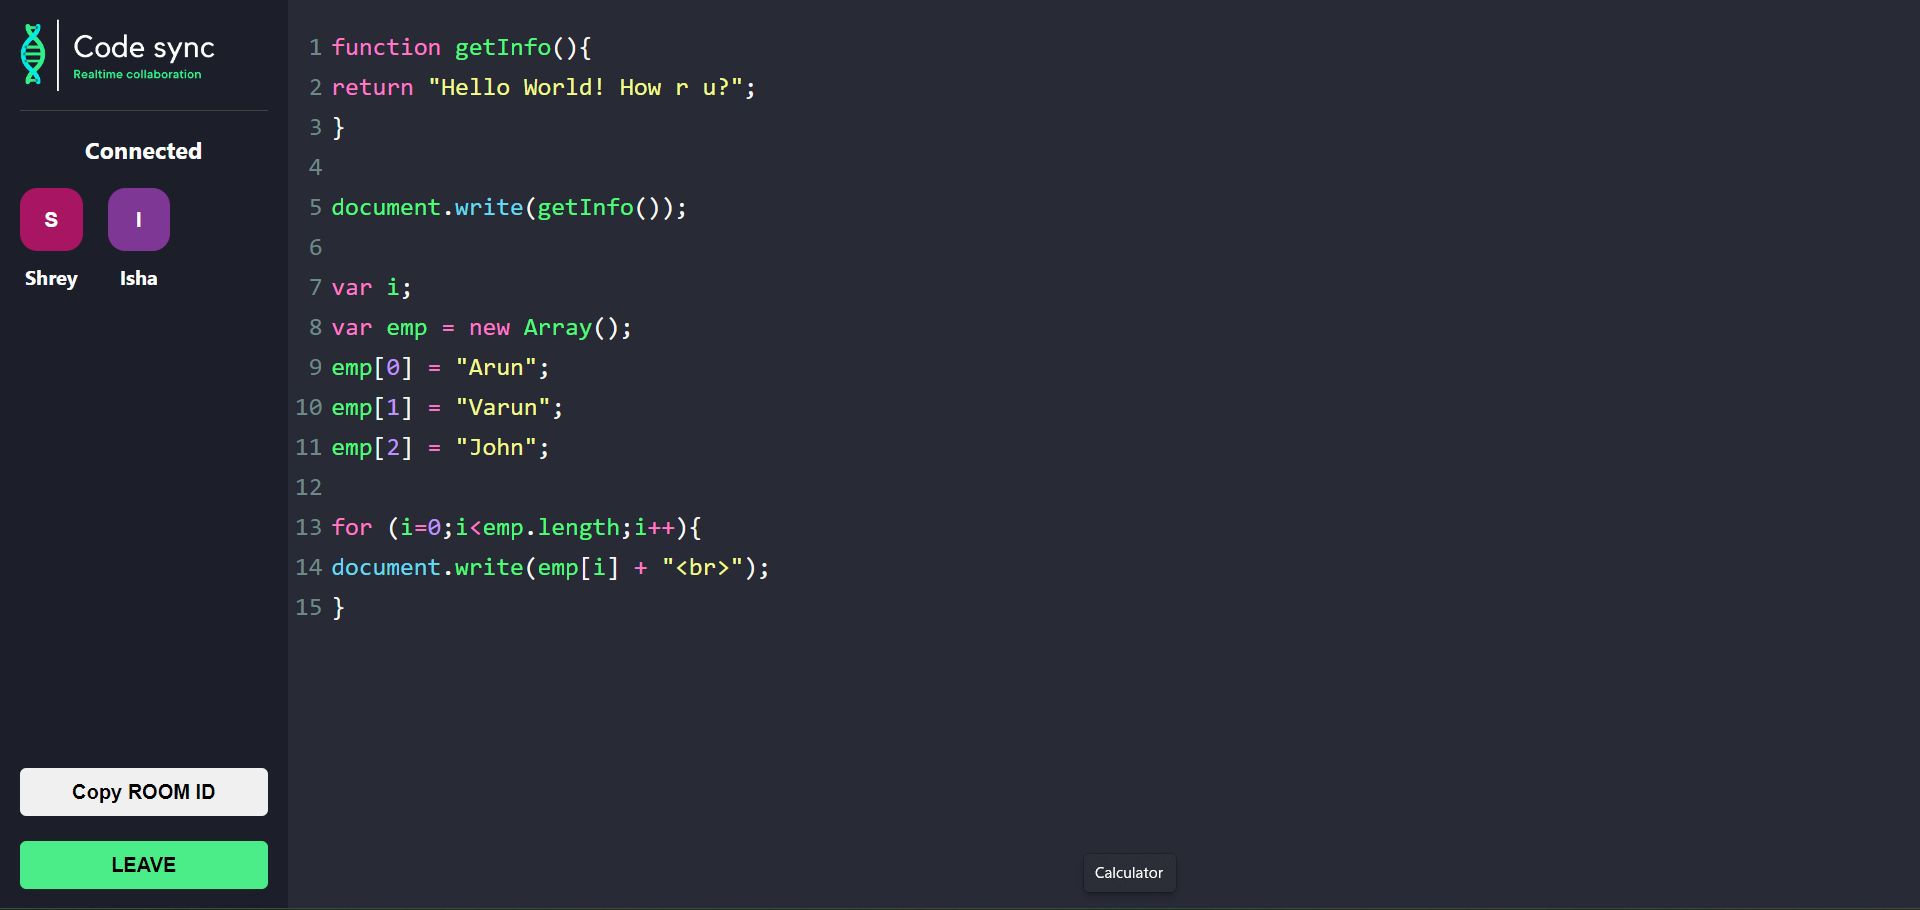 Code sync
Realtime collaboration
Connected
S I
Shrey Isha
Copy ROOM ID
LEAVE
1 function getInfo(){
2 return "Hello World! How r u?";
3 }
4
5 document.write(getInfo());
6
7 var i;
8 var emp = new Array();
9 emp[0] = "Arun";
10 emp[1] = "Varun";
11 emp[2] = "John";
12
13 for (i=0;i<emp.length;i++){
14 document.write(emp[i] + "<br>");
15 }
Calculator